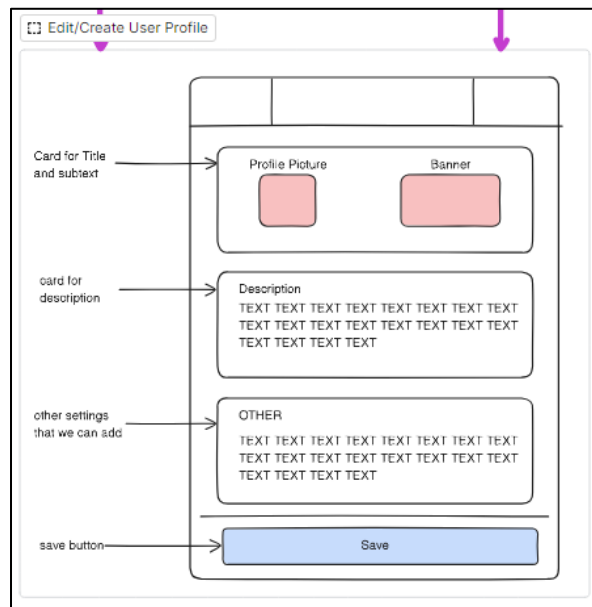 Edit/Create User Profile
Card for Title
and subtext
Profile Picture
Banner
card for
description
Description
TEXT TEXT TEXT TEXT TEXT TEXT TEXT TEXT
TEXT TEXT TEXT TEXT TEXT TEXT TEXT TEXT
TEXT TEXT TEXT TEXT
other settings
that we can add
OTHER
TEXT TEXT TEXT TEXT TEXT TEXT TEXT TEXT
TEXT TEXT TEXT TEXT TEXT TEXT TEXT TEXT
TEXT TEXT TEXT TEXT
save button
Save